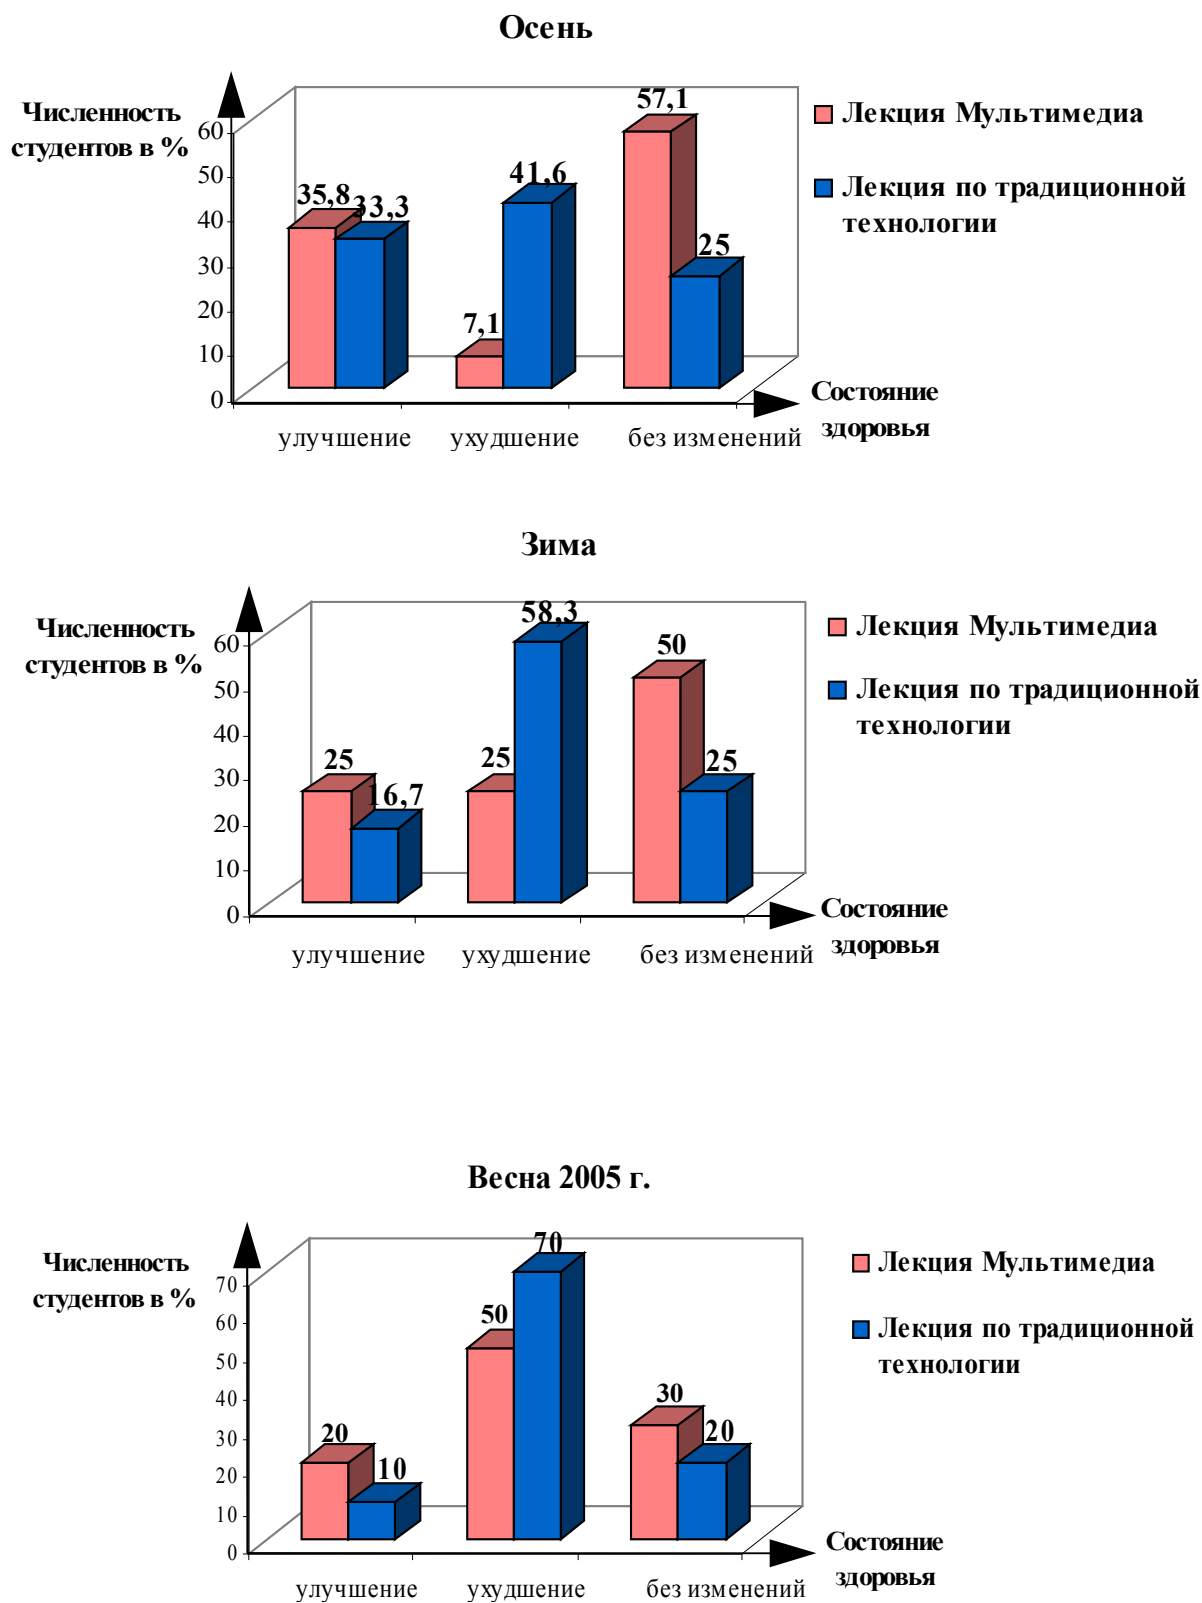 Осень
Численность
студентов в %
60
50
40
30
20
10
0
35,8
33,3
7,1
41,6
57,1
25
улучшение
ухудшение
без изменений
Состояние
здоровья
Лекция Мультимедиа
Лекция по традиционной
технологии
Зима
Численность
студентов в %
60
50
40
30
20
10
0
25
16,7
25
58,3
50
25
улучшение
ухудшение
без изменений
Состояние
здоровья
Лекция Мультимедиа
Лекция по традиционной
технологии
Весна 2005 г.
Численность
студентов в %
70
60
50
40
30
20
10
0
20
10
50
70
30
20
улучшение
ухудшение
без изменений
Состояние
здоровья
Лекция Мультимедиа
Лекция по традиционной
технологии